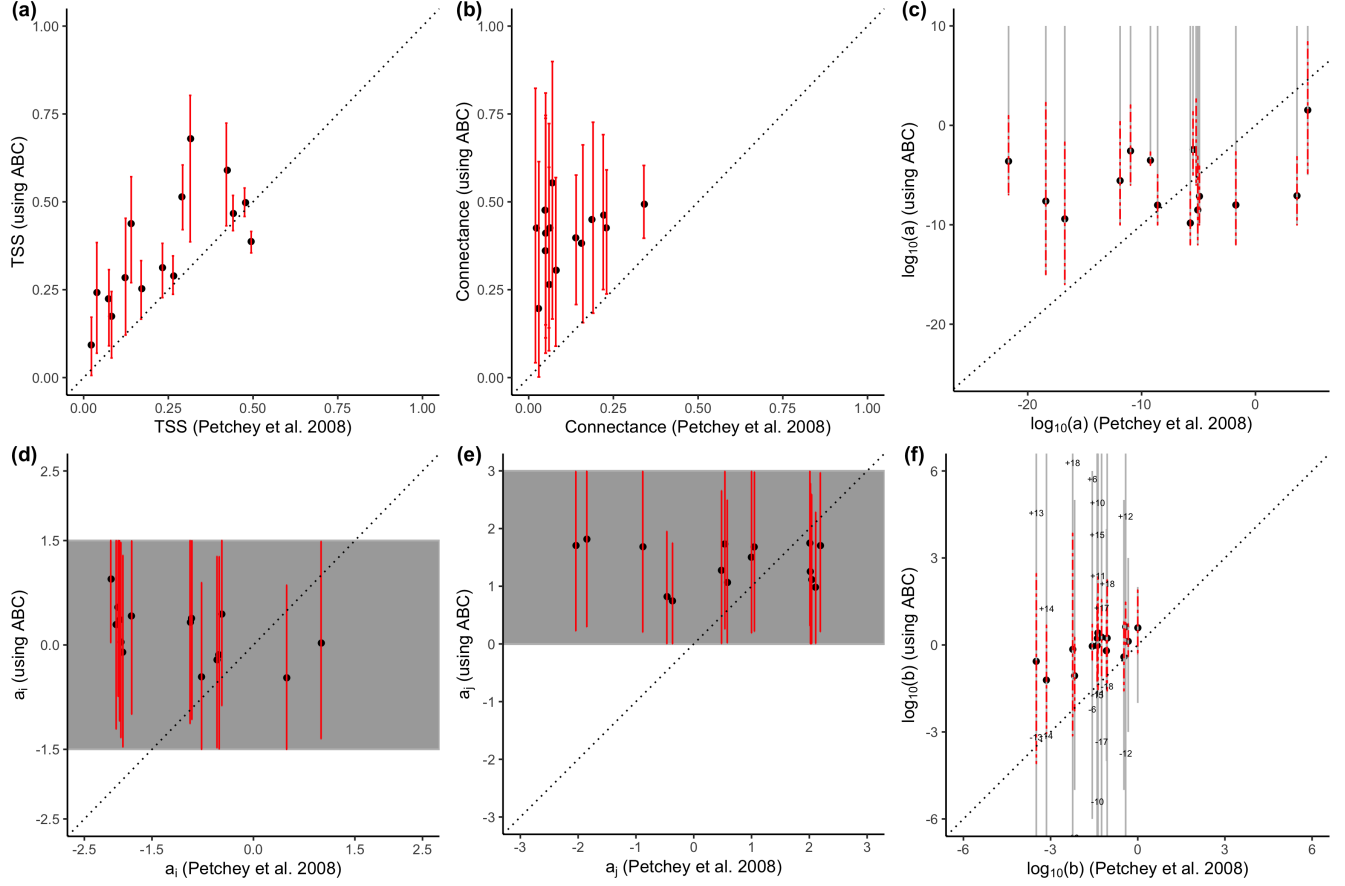 (a)
1.00
0.75
0.50
0.25
0.00
TSS (using ABC)
0.00 0.25 0.50 0.75 1.00
TSS (Petchey et al. 2008)
(b)
1.00
0.75
0.50
0.25
0.00
Connectance (using ABC)
0.00 0.25 0.50 0.75 1.00
Connectance (Petchey et al. 2008)
(c)
10
0
-10
-20
log₁₀(a) (using ABC)
-20 -10 0
log₁₀(a) (Petchey et al. 2008)
(d)
2.5
1.5
0.0
-1.5
-2.5
aᵢ (using ABC)
-2.5 -1.5 0.0 1.5 2.5
aᵢ (Petchey et al. 2008)
(e)
3
2
1
0
-1
-2
-3
aⱼ (using ABC)
-3 -2 -1 0 1 2 3
aⱼ (Petchey et al. 2008)
(f)
6
3
0
-3
-6
log₁₀(b) (using ABC)
+18
+6
+10
+13
+12
+15
+11
+18
+14
+17
-18
-15
-6
-14
-17
-12
-10
-6 -3 0 3 6
log₁₀(b) (Petchey et al. 2008)